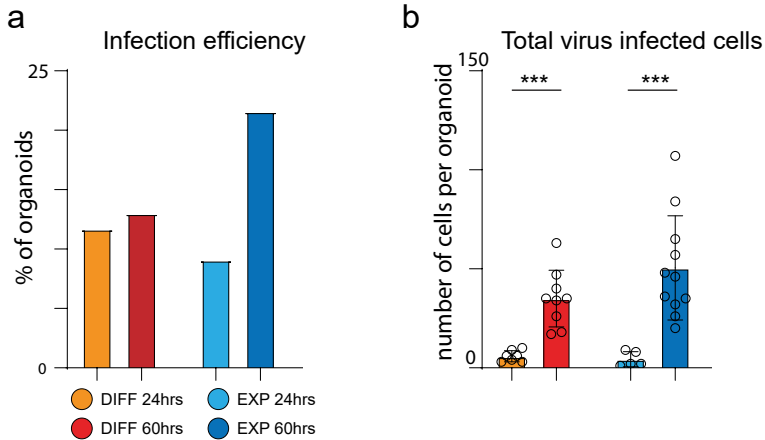 a
Infection efficiency
25
% of organoids
0
DIFF 24hrs
EXP 24hrs
DIFF 60hrs
EXP 60hrs
b
Total virus infected cells
150
***
***
number of cells per organoid
0